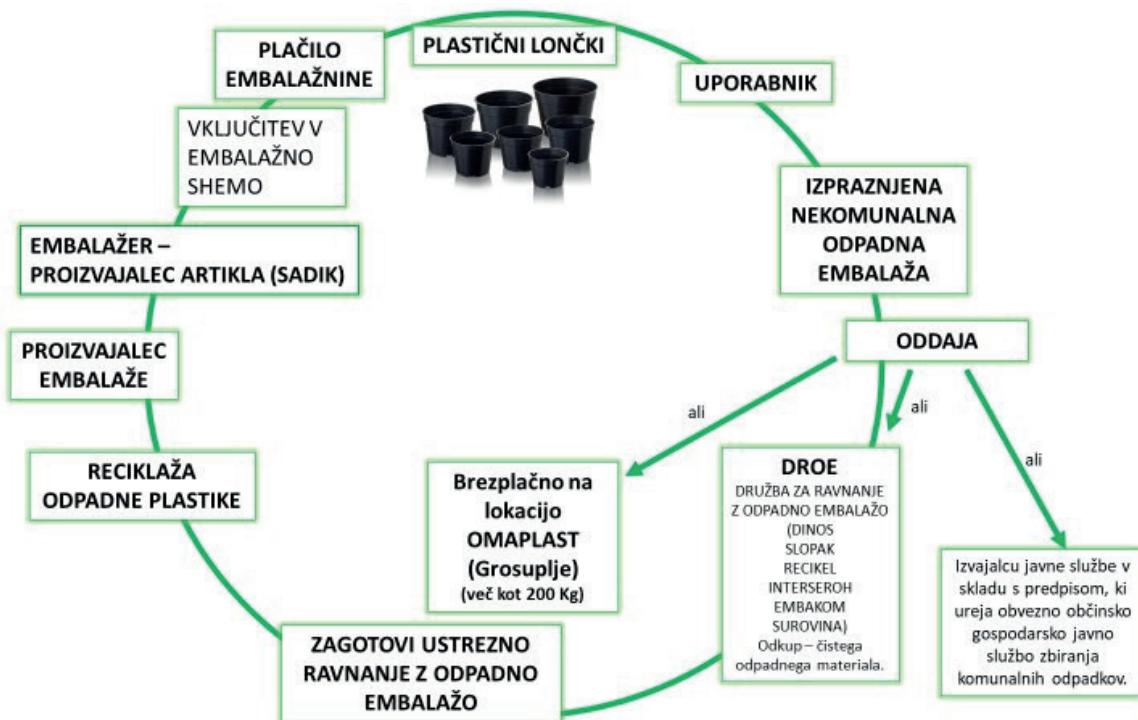 PLASTIČNI LONČKI
UPORABNIK
IZPRAZNJENA
NEKOMUNALNA
ODPADNA
EMBALAŽA
ODDAJA
ali
ali
ali
Brezplačno na
lokacijo
OMAPLAST
(Grosuplje)
(več kot 200 Kg)
DROE
DRUŽBA ZA RAVNANJE
Z ODPADNO EMBALAŽO
(DINOS
SLOPAK
RECIKEL
INTERSEROH
EMBAKOM
SUROVINA)
Odkup – čistega
odpadnega materiala.
Izvajalcu javne službe v
skladu s predpisom, ki
ureja obvezno občinsko
gospodarsko javno
službo zbiranja
komunalnih odpadkov.
ZAGOTOVI USTREZNO
RAVNANJE Z ODPADNO
EMBALAŽO
RECIKLAŽA
ODPADNE PLASTIKE
PROIZVAJALEC
EMBALAŽE
EMBALAŽER –
PROIZVAJALEC ARTIKLA (SADIK)
VKLJUČITEV V
EMBALAŽNO
SHEMO
PLAČILO
EMBALAŽNINE